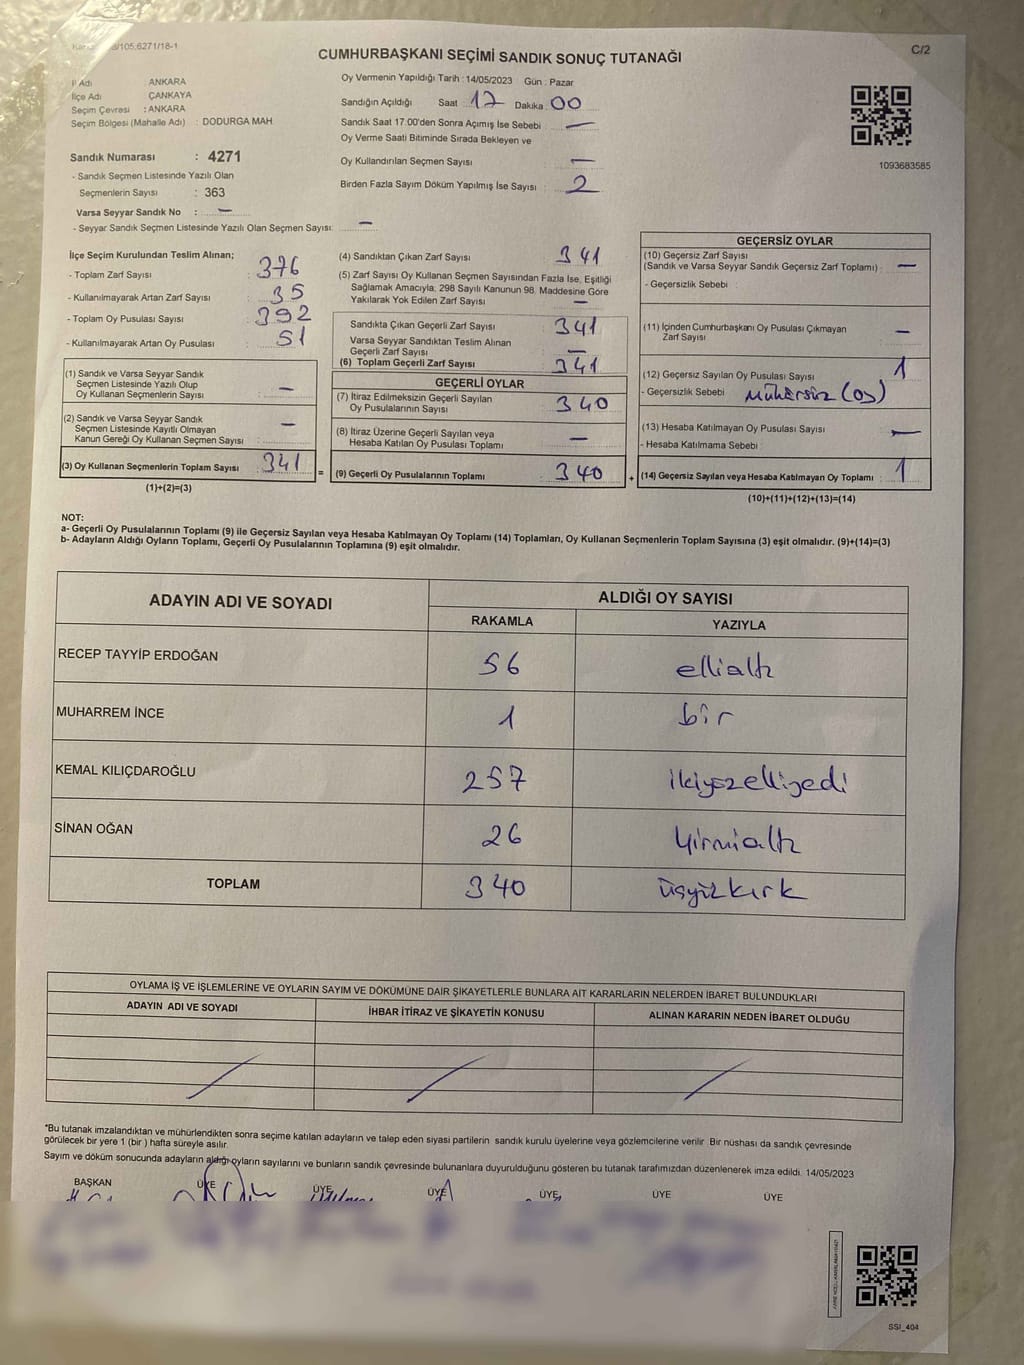 /105.6271/18-1
C/2
CUMHURBAŞKANI SEÇİMİ SANDIK SONUÇ TUTANAĞI
İl Adı ANKARA
İlçe Adı ÇANKAYA
Seçim Çevresi : ANKARA
Seçim Bölgesi (Mahalle Adı) : DODURGA MAH.
Oy Vermenin Yapıldığı Tarih : 14/05/2023 Gün : Pazar
Sandığın Açıldığı Saat : 17 Dakika : 00
Sandık Saat 17.00'den Sonra Açımış İse Sebebi : —
Oy Verme Saati Bitiminde Sırada Bekleyen ve
Oy Kullandırılan Seçmen Sayısı —
Birden Fazla Sayım Döküm Yapılmış İse Sayısı : 2
1093683585
Sandık Numarası : 4271
- Sandık Seçmen Listesinde Yazılı Olan
Seçmenlerin Sayısı : 363
Varsa Seyyar Sandık No : —
- Seyyar Sandık Seçmen Listesinde Yazılı Olan Seçmen Sayısı: —
İlçe Seçim Kurulundan Teslim Alınan;
- Toplam Zarf Sayısı : 376
- Kullanılmayarak Artan Zarf Sayısı : 35
- Toplam Oy Pusulası Sayısı : 392
- Kullanılmayarak Artan Oy Pusulası : 51
(1) Sandık ve Varsa Seyyar Sandık
Seçmen Listesinde Yazılı Olup
Oy Kullanan Seçmenlerin Sayısı : —
(2) Sandık ve Varsa Seyyar Sandık
Seçmen Listesinde Kayıtlı Olmayan
Kanun Gereği Oy Kullanan Seçmen Sayısı : —
(3) Oy Kullanan Seçmenlerin Toplam Sayısı : 341
(1)+(2)=(3)
(4) Sandıktan Çıkan Zarf Sayısı : 341
(5) Zarf Sayısı Oy Kullanan Seçmen Sayısından Fazla İse, Eşitliği
Sağlamak Amacıyla; 298 Sayılı Kanunun 98. Maddesine Göre
Yakılarak Yok Edilen Zarf Sayısı : —
Sandıkta Çıkan Geçerli Zarf Sayısı : 341
Varsa Seyyar Sandıktan Teslim Alınan
Geçerli Zarf Sayısı : —
(6) Toplam Geçerli Zarf Sayısı : 341
GEÇERLİ OYLAR
(7) İtiraz Edilmeksizin Geçerli Sayılan
Oy Pusulalarının Sayısı : 340
(8) İtiraz Üzerine Geçerli Sayılan veya
Hesaba Katılan Oy Pusulası Toplamı : —
= (9) Geçerli Oy Pusulalarının Toplamı : 340 +
GEÇERSİZ OYLAR
(10) Geçersiz Zarf Sayısı
(Sandık ve Varsa Seyyar Sandık Geçersiz Zarf Toplamı) : —
- Geçersizlik Sebebi :
(11) İçinden Cumhurbaşkanı Oy Pusulası Çıkmayan
Zarf Sayısı : —
(12) Geçersiz Sayılan Oy Pusulası Sayısı : 1
- Geçersizlik Sebebi Mühürsüz (oy)
(13) Hesaba Katılmayan Oy Pusulası Sayısı : —
- Hesaba Katılmama Sebebi :
(14) Geçersiz Sayılan veya Hesaba Katılmayan Oy Toplamı : 1
(10)+(11)+(12)+(13)=(14)
NOT:
a- Geçerli Oy Pusulalarının Toplamı (9) ile Geçersiz Sayılan veya Hesaba Katılmayan Oy Toplamı (14) Toplamları, Oy Kullanan Seçmenlerin Toplam Sayısına (3) eşit olmalıdır. (9)+(14)=(3)
b- Adayların Aldığı Oyların Toplamı, Geçerli Oy Pusulalarının Toplamına (9) eşit olmalıdır.
ADAYIN ADI VE SOYADI
ALDIĞI OY SAYISI
RAKAMLA YAZIYLA
RECEP TAYYİP ERDOĞAN 56 ellialtı
MUHARREM İNCE 1 bir
KEMAL KILIÇDAROĞLU 257 ikiyüzelliyedi
SİNAN OĞAN 26 Yirmialtı
TOPLAM 340 üçyüzkırk
OYLAMA İŞ VE İŞLEMLERİNE VE OYLARIN SAYIM VE DÖKÜMÜNE DAİR ŞİKAYETLERLE BUNLARA AİT KARARLARIN NELERDEN İBARET BULUNDUKLARI
ADAYIN ADI VE SOYADI İHBAR İTİRAZ VE ŞİKAYETİN KONUSU ALINAN KARARIN NEDEN İBARET OLDUĞU
*Bu tutanak imzalandıktan ve mühürlendikten sonra seçime katılan adayların ve talep eden siyasi partilerin sandık kurulu üyelerine veya gözlemcilerine verilir. Bir nüshası da sandık çevresinde
görülecek bir yere 1 (bir ) hafta süreyle asılır.
Sayım ve döküm sonucunda adayların aldığı oyların sayılarını ve bunların sandık çevresinde bulunanlara duyurulduğunu gösteren bu tutanak tarafımızdan düzenlenerek imza edildi. 14/05/2023
BAŞKAN ÜYE ÜYE ÜYE ÜYE ÜYE ÜYE
SSİ_404